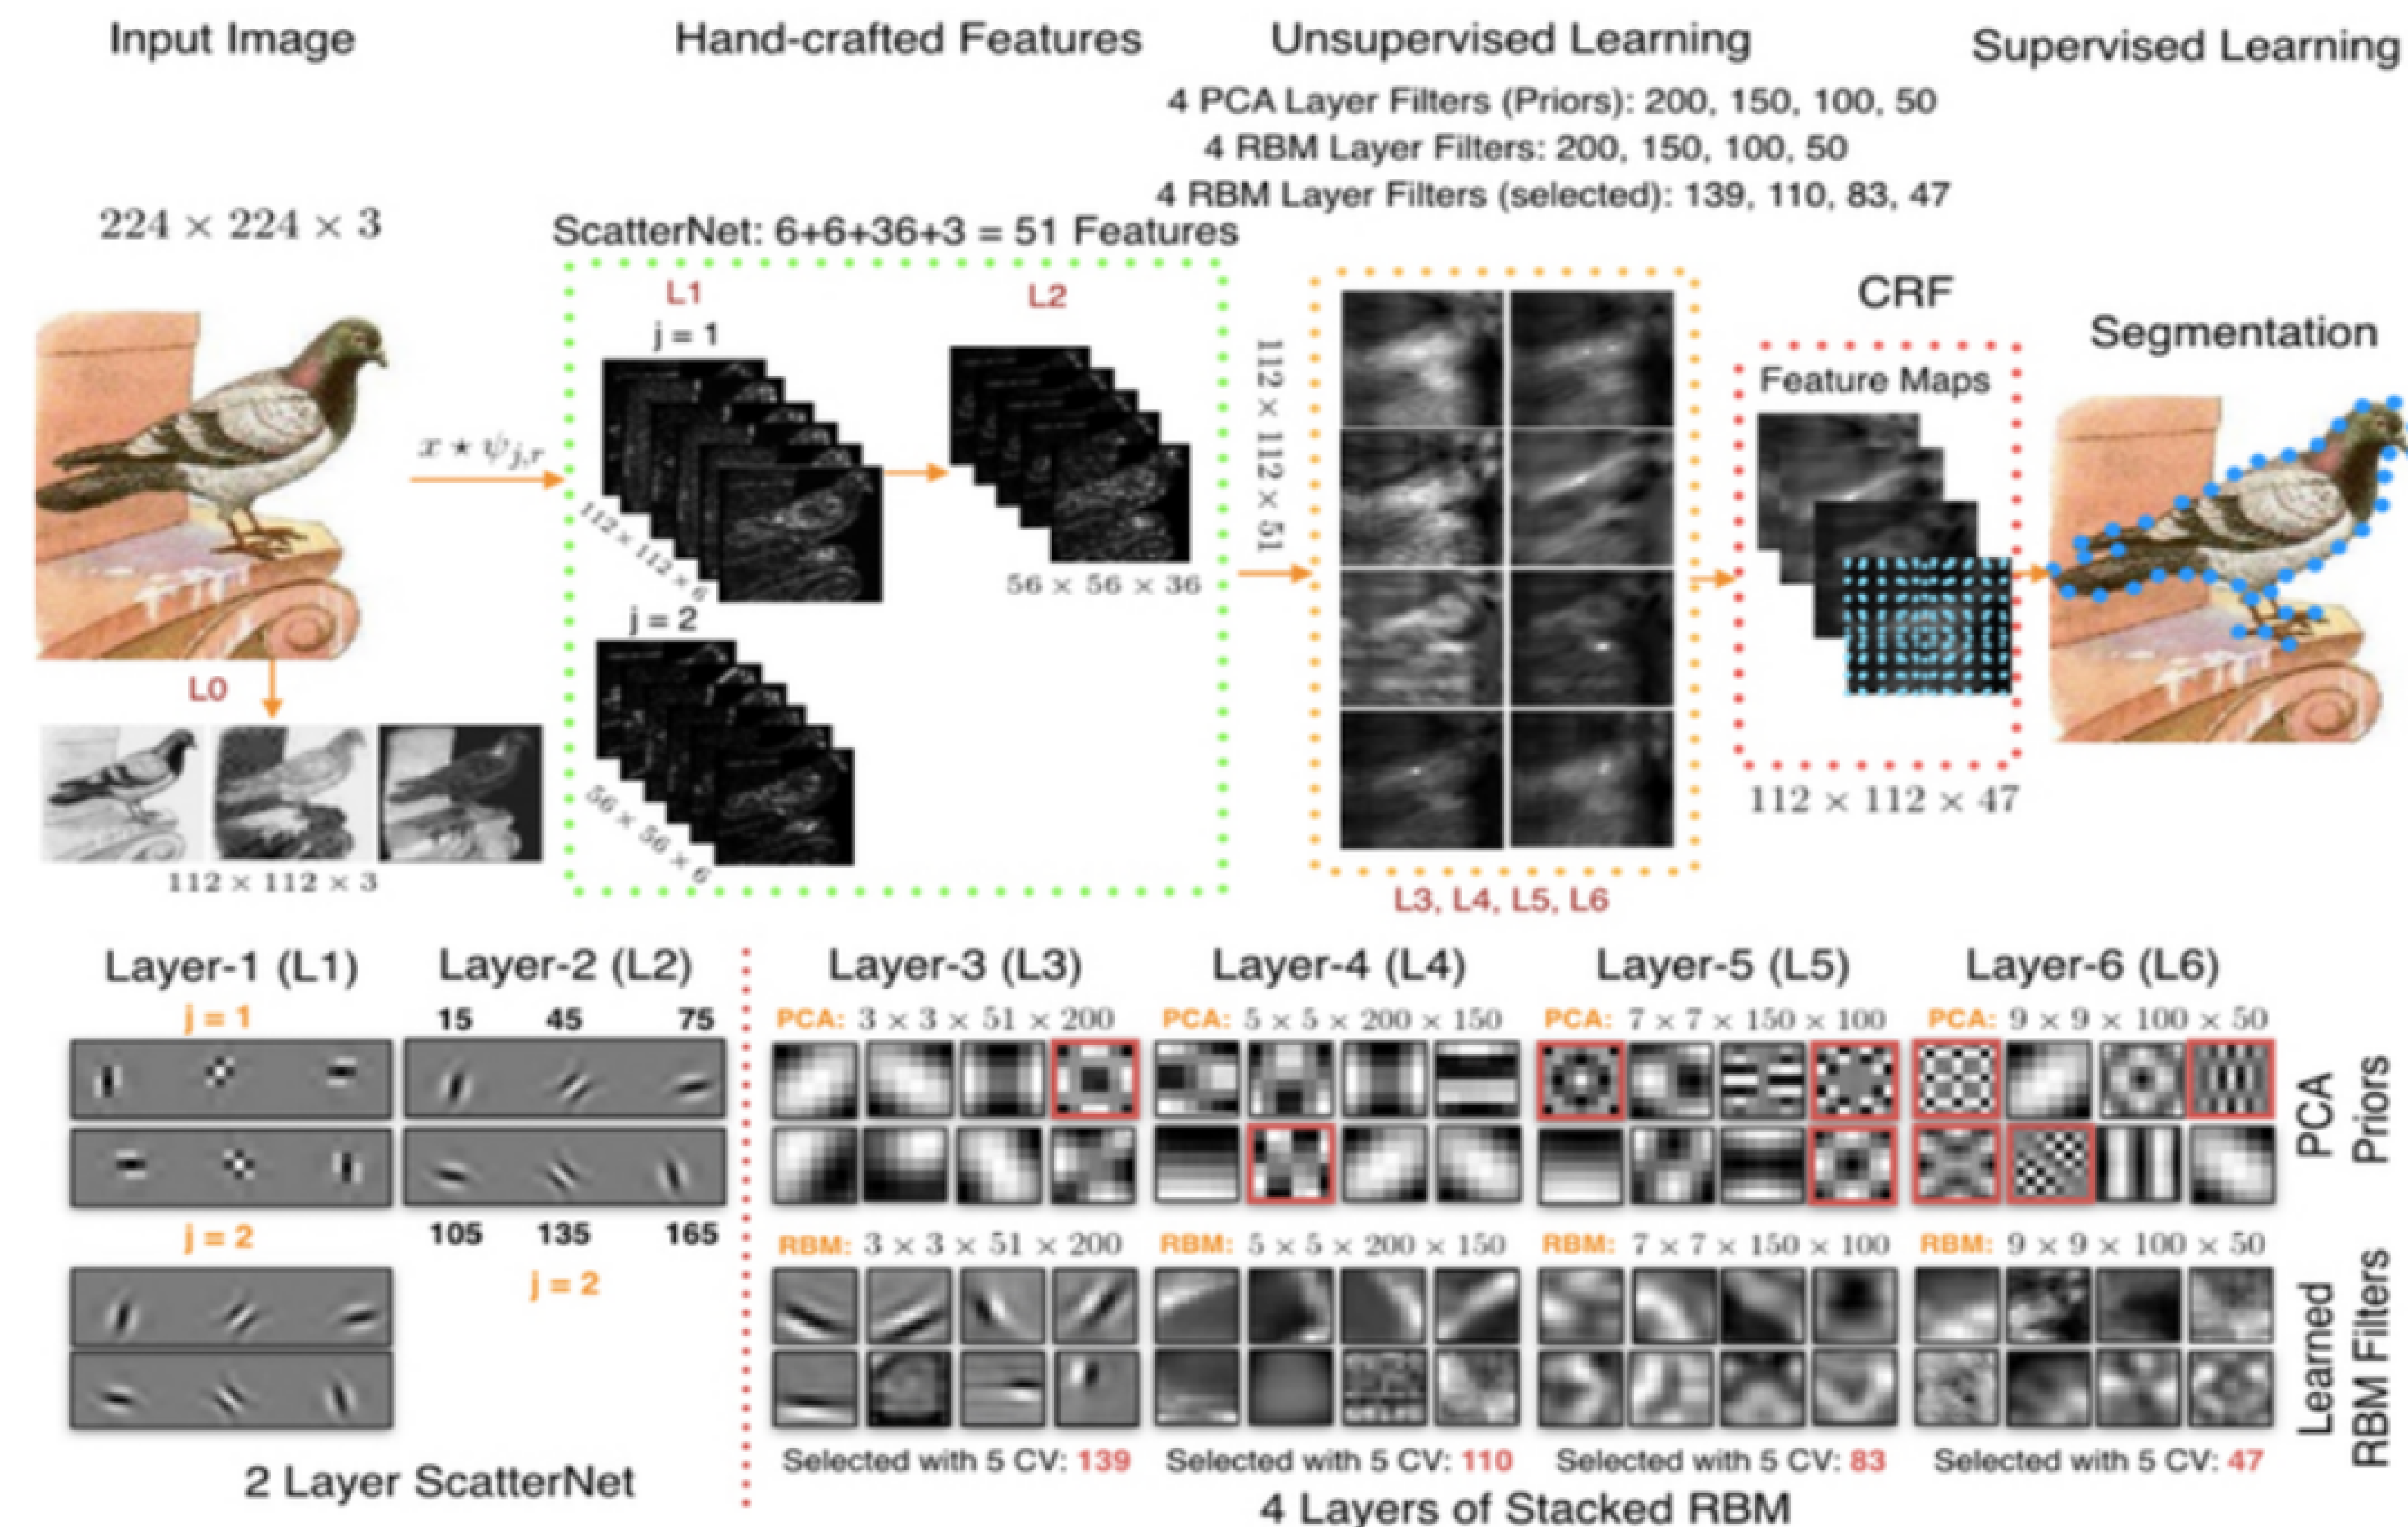 Input Image
Hand-crafted Features
Unsupervised Learning
Supervised Learning
4 PCA Layer Filters (Priors): 200, 150, 100, 50
4 RBM Layer Filters: 200, 150, 100, 50
4 RBM Layer Filters (selected): 139, 110, 83, 47
224 × 224 × 3
ScatterNet: 6+6+36+3 = 51 Features
L1
L2
j = 1
x ⋆ ψj,r
112 × 112 × 6
56 × 56 × 36
j = 2
56 × 56 × 6
L0
112 × 112 × 3
112 × 112 × 51
L3, L4, L5, L6
CRF
Feature Maps
112 × 112 × 47
Segmentation
Layer-1 (L1)
j = 1
j = 2
Layer-2 (L2)
15 45 75
105 135 165
j = 2
2 Layer ScatterNet
Layer-3 (L3)
PCA: 3 × 3 × 51 × 200
RBM: 3 × 3 × 51 × 200
Selected with 5 CV: 139
Layer-4 (L4)
PCA: 5 × 5 × 200 × 150
RBM: 5 × 5 × 200 × 150
Selected with 5 CV: 110
Layer-5 (L5)
PCA: 7 × 7 × 150 × 100
RBM: 7 × 7 × 150 × 100
Selected with 5 CV: 83
Layer-6 (L6)
PCA: 9 × 9 × 100 × 50
RBM: 9 × 9 × 100 × 50
Selected with 5 CV: 47
PCA
Priors
Learned
RBM Filters
4 Layers of Stacked RBM